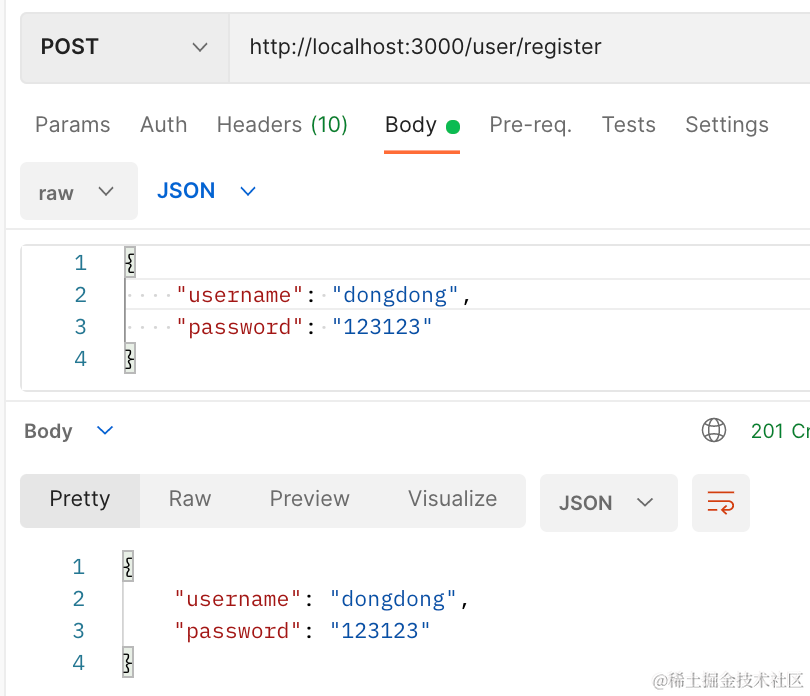 POST http://localhost:3000/user/register
Params Auth Headers (10) Body Pre-req. Tests Settings
raw JSON
1 {
2 "username": "dongdong",
3 "password": "123123"
4 }
Body 201 Cr
Pretty Raw Preview Visualize JSON
1 {
2 "username": "dongdong",
3 "password": "123123"
4 }
@稀土掘金技术社区